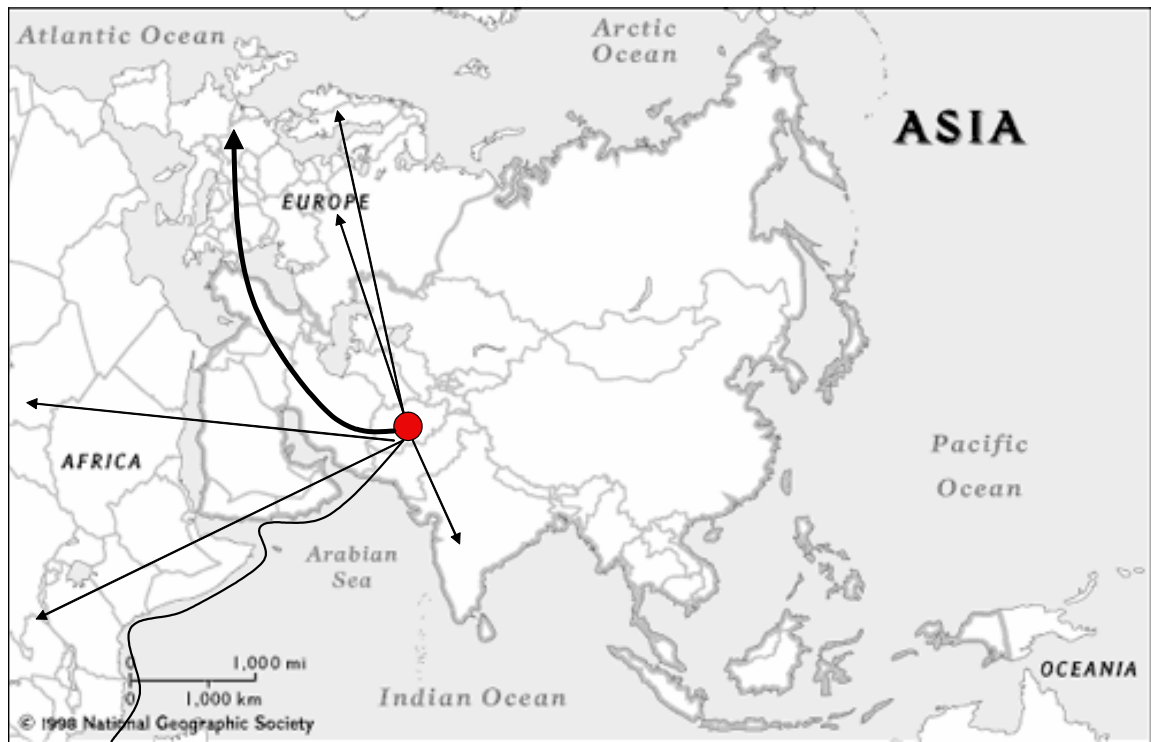 Atlantic Ocean
Arctic
Ocean
ASIA
EUROPE
AFRICA
Pacific
Ocean
Arabian
Sea
0 1,000 mi
0 1,000 km
OCEANIA
Indian Ocean
© 1998 National Geographic Society